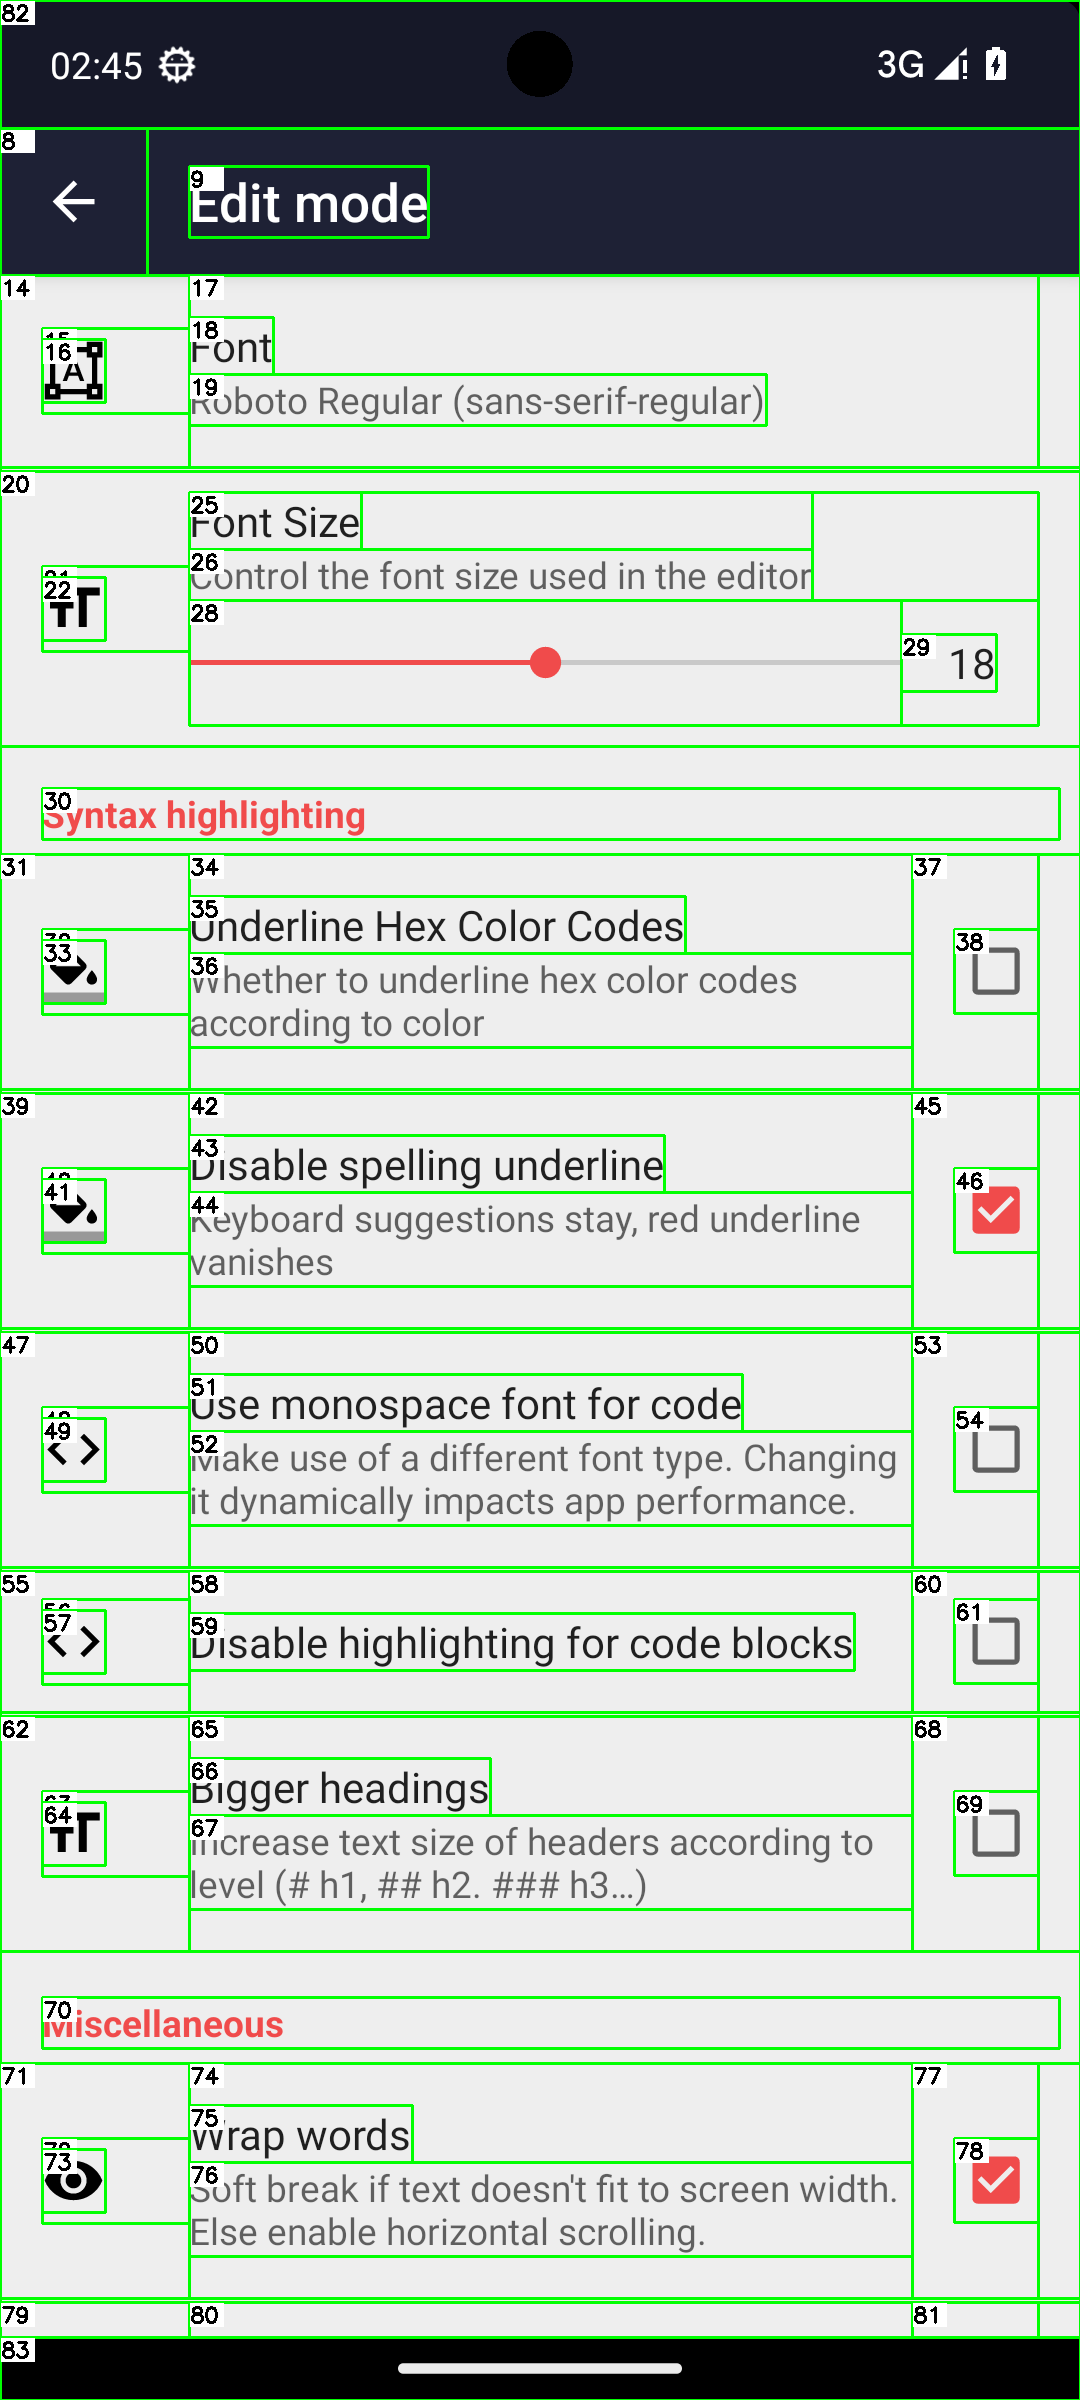 82
02:45
3G
8
9
Edit mode
14
17
16
18
Font
19
Roboto Regular (sans-serif-regular)
20
25
Font Size
22
26
Control the font size used in the editor
28
29
18
30
Syntax highlighting
31
34
37
35
Underline Hex Color Codes
33
38
36
Whether to underline hex color codes
according to color
39
42
45
43
Disable spelling underline
41
46
44
Keyboard suggestions stay, red underline
vanishes
47
50
53
51
Use monospace font for code
49
54
52
Make use of a different font type. Changing
it dynamically impacts app performance.
55
58
60
57
61
59
Disable highlighting for code blocks
62
65
68
66
Bigger headings
64
69
67
Increase text size of headers according to
level (# h1, ## h2. ### h3...)
70
Miscellaneous
71
74
77
75
Wrap words
73
78
76
Soft break if text doesn't fit to screen width.
Else enable horizontal scrolling.
79
80
81
83